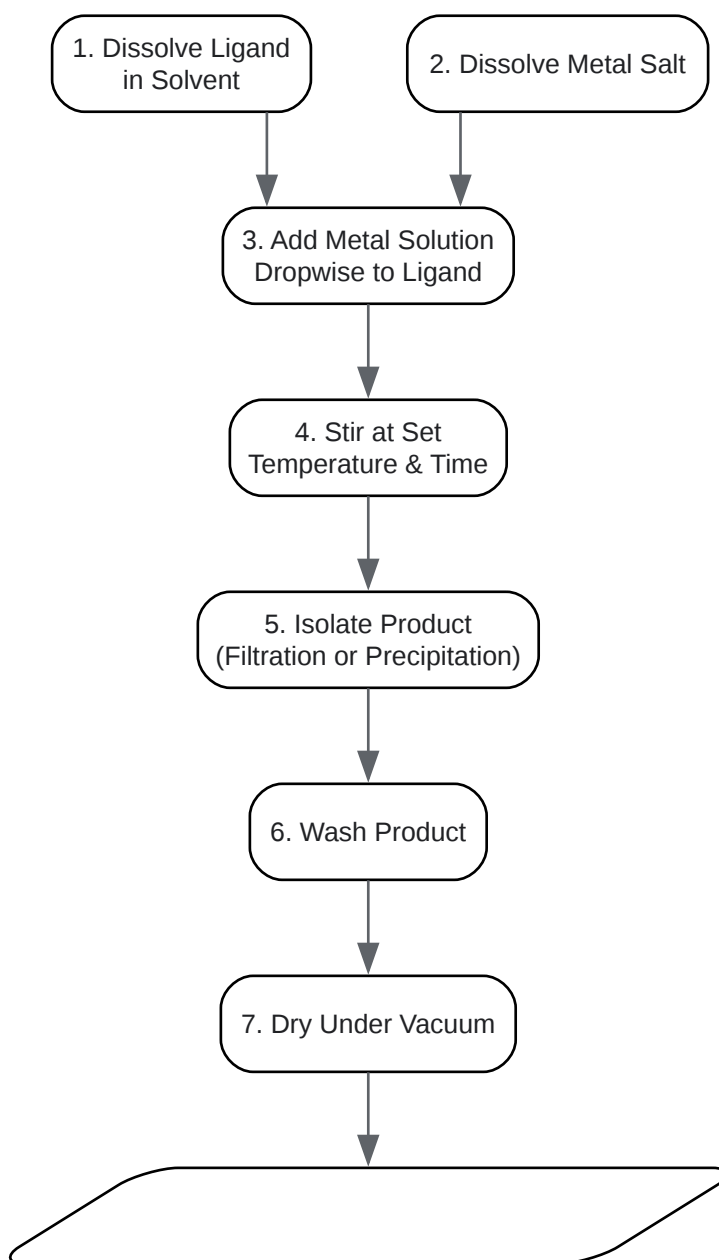 1. Dissolve Ligand
in Solvent
2. Dissolve Metal Salt
3. Add Metal Solution
Dropwise to Ligand
4. Stir at Set
Temperature & Time
5. Isolate Product
(Filtration or Precipitation)
6. Wash Product
7. Dry Under Vacuum